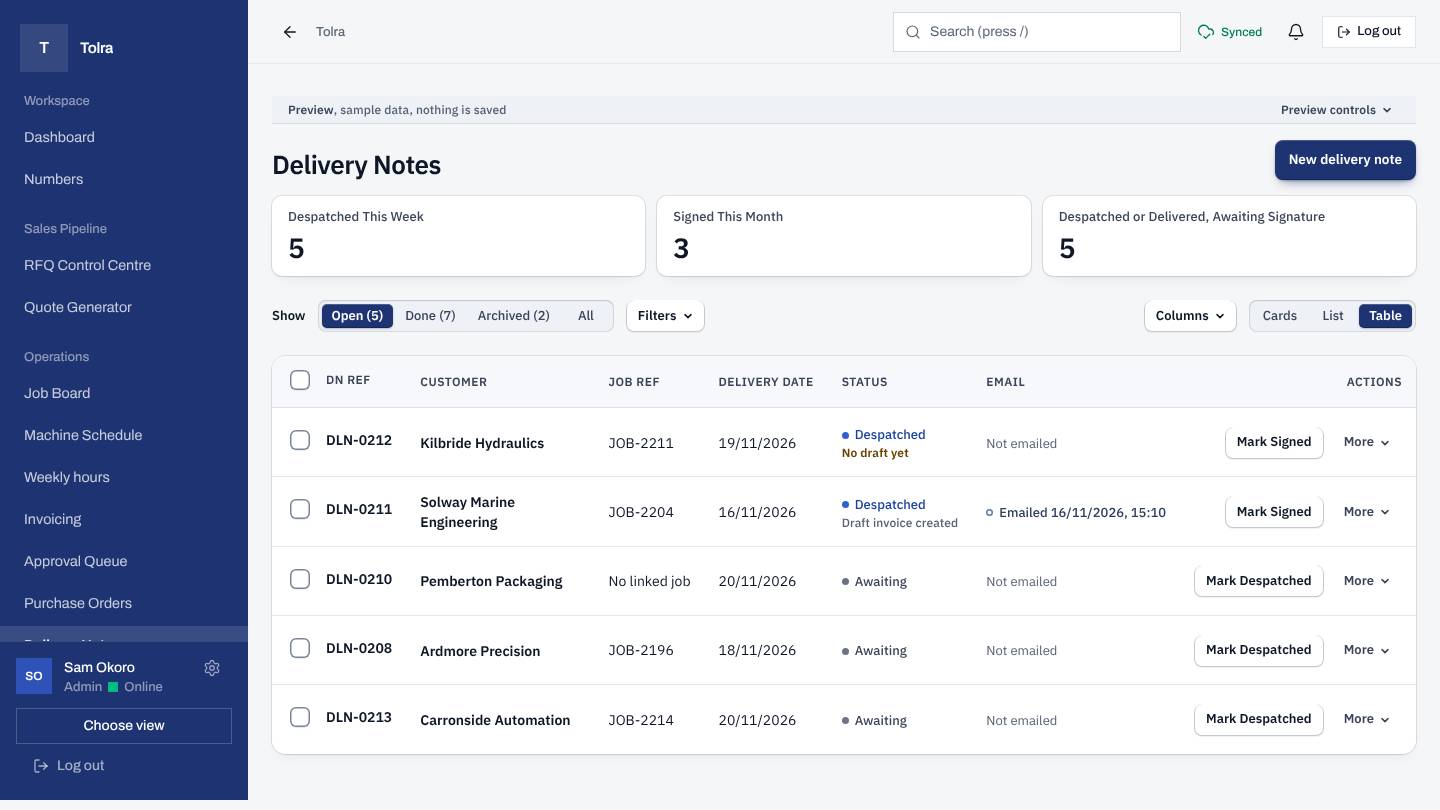 T
Tolra
Workspace
Dashboard
Numbers
Sales Pipeline
RFQ Control Centre
Quote Generator
Operations
Job Board
Machine Schedule
Weekly hours
Invoicing
Approval Queue
Purchase Orders
SO
Sam Okoro
Admin Online
Choose view
Log out
Tolra
Search (press /)
Synced
Log out
Preview, sample data, nothing is saved
Preview controls
Delivery Notes
New delivery note
Despatched This Week
5
Signed This Month
3
Despatched or Delivered, Awaiting Signature
5
Show
Open (5)
Done (7)
Archived (2)
All
Filters
Columns
Cards
List
Table
DN REF CUSTOMER JOB REF DELIVERY DATE STATUS EMAIL ACTIONS
DLN-0212 Kilbride Hydraulics JOB-2211 19/11/2026 Despatched Not emailed Mark Signed More
No draft yet
DLN-0211 Solway Marine JOB-2204 16/11/2026 Despatched Emailed 16/11/2026, 15:10 Mark Signed More
Engineering Draft invoice created
DLN-0210 Pemberton Packaging No linked job 20/11/2026 Awaiting Not emailed Mark Despatched More
DLN-0208 Ardmore Precision JOB-2196 18/11/2026 Awaiting Not emailed Mark Despatched More
DLN-0213 Carronside Automation JOB-2214 20/11/2026 Awaiting Not emailed Mark Despatched More